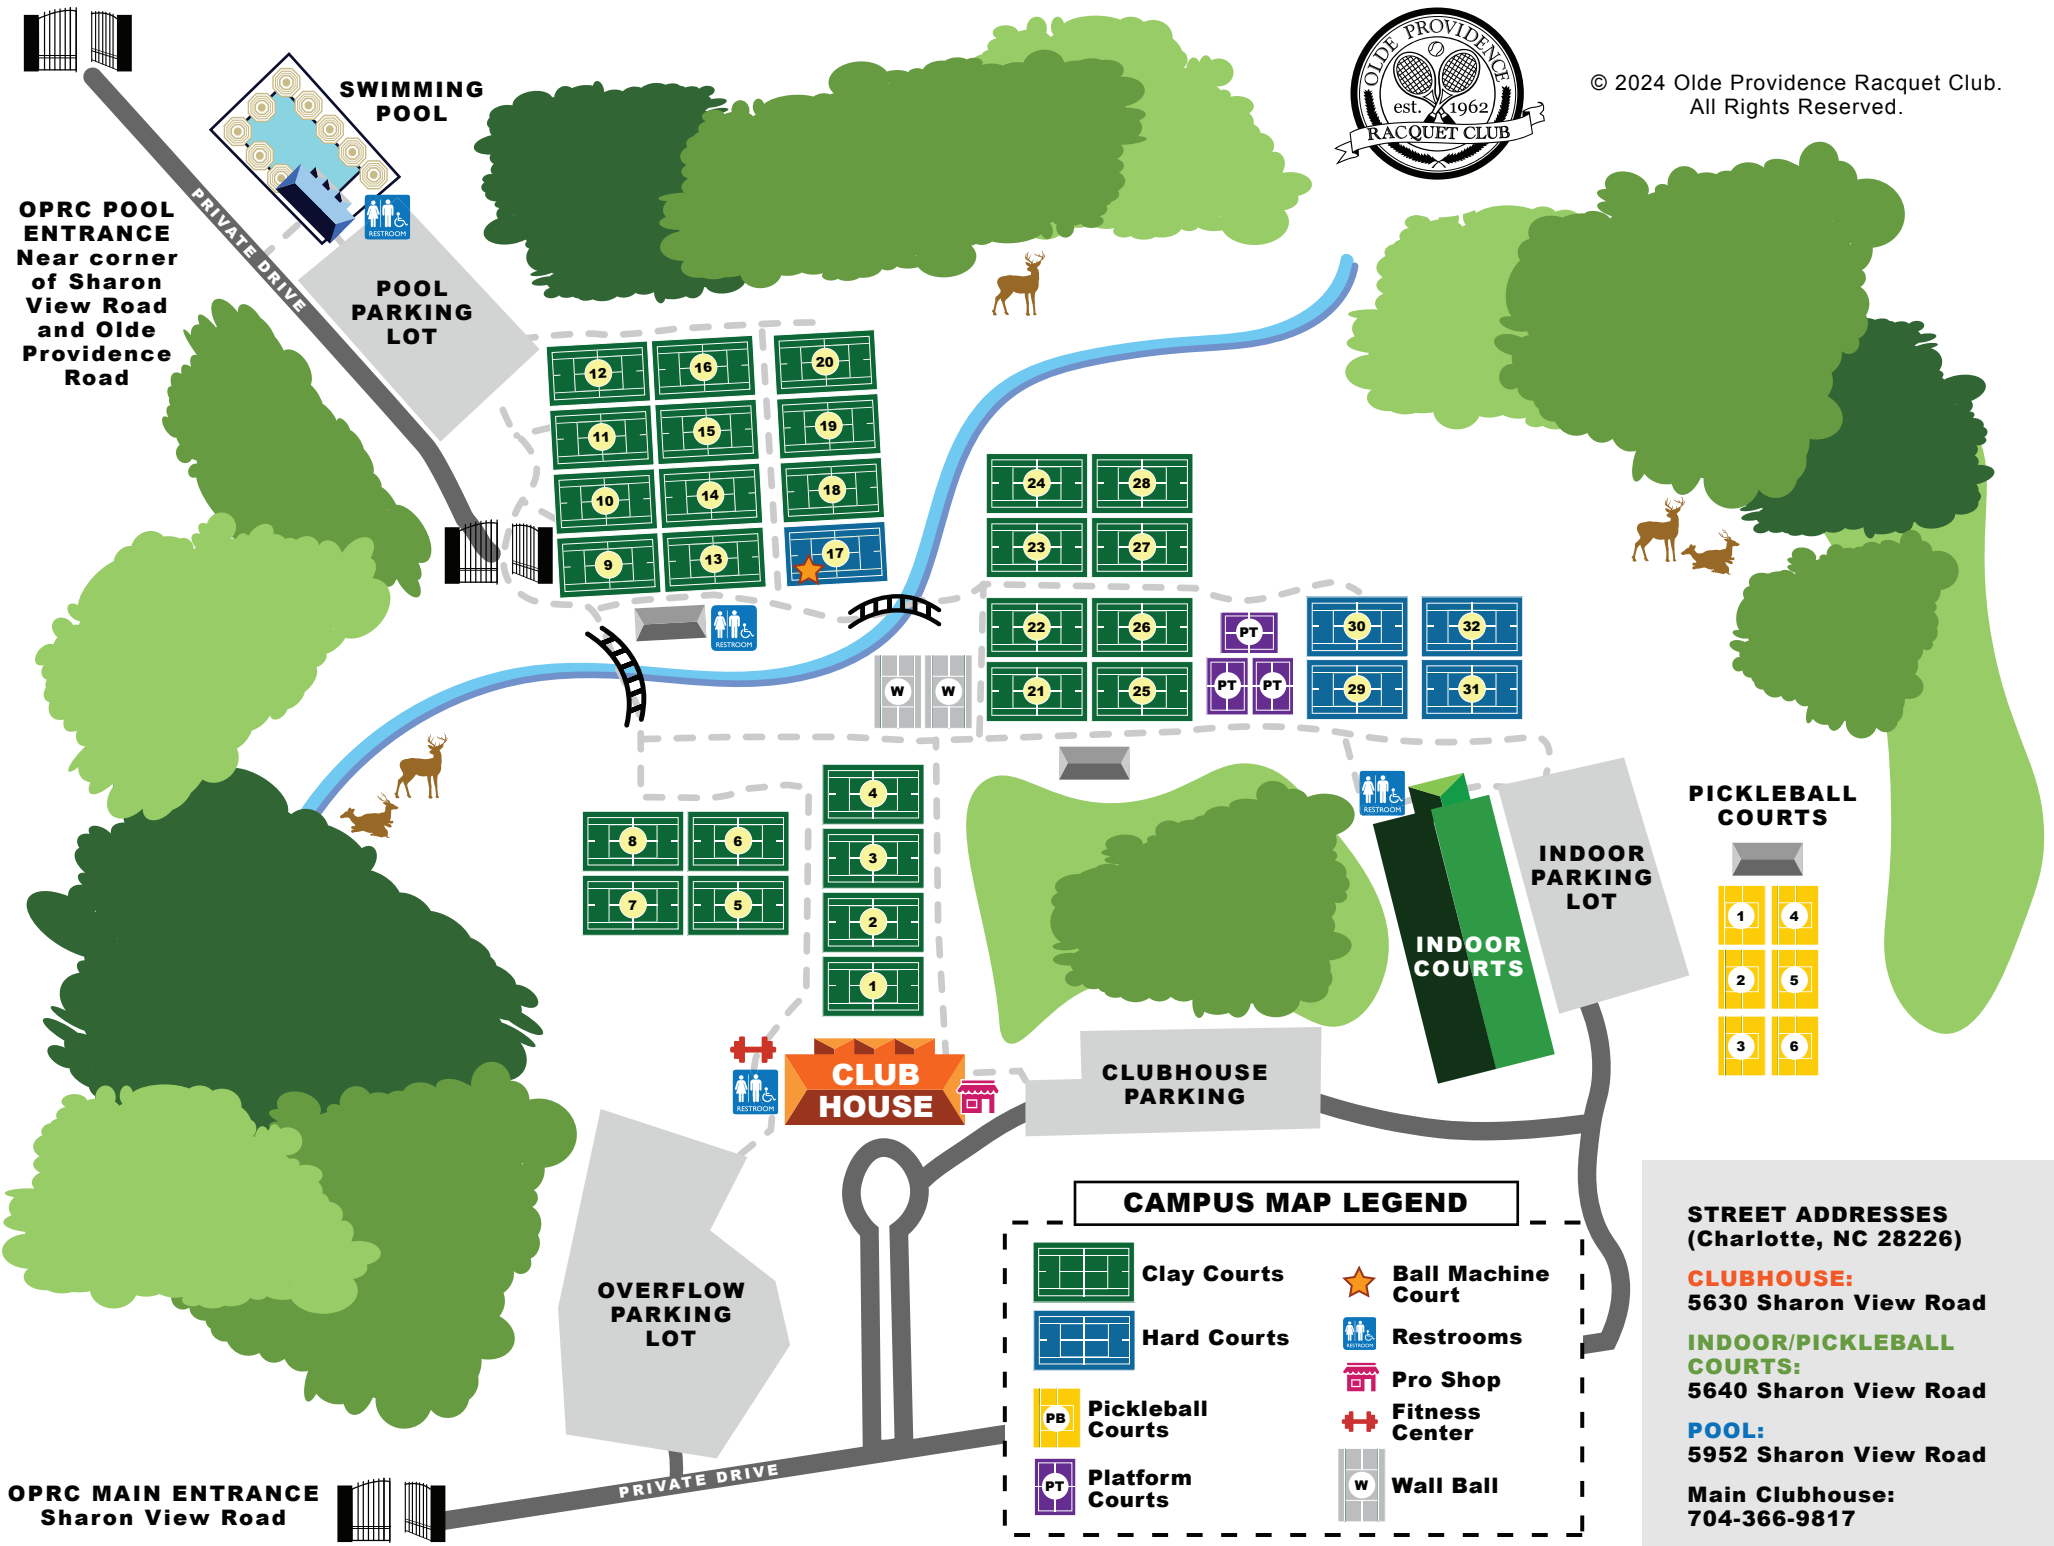 SWIMMING
POOL
OLDE PROVIDENCE
est. 1962
RACQUET CLUB
© 2024 Olde Providence Racquet Club.
All Rights Reserved.
OPRC POOL
ENTRANCE
Near corner
of Sharon
View Road
and Olde
Providence
Road
PRIVATE DRIVE
RESTROOM
POOL
PARKING
LOT
12
16
20
11
15
19
10
14
18
9
13
17
24
28
23
27
22
26
21
25
PT
PT
PT
30
32
29
31
RESTROOM
W
W
4
3
2
1
8
6
7
5
RESTROOM
INDOOR
COURTS
INDOOR
PARKING
LOT
PICKLEBALL
COURTS
1
4
2
5
3
6
CLUB
HOUSE
RESTROOM
CLUBHOUSE
PARKING
OVERFLOW
PARKING
LOT
PRIVATE DRIVE
OPRC MAIN ENTRANCE
Sharon View Road
CAMPUS MAP LEGEND
Clay Courts
Hard Courts
PB
Pickleball
Courts
PT
Platform
Courts
Ball Machine
Court
RESTROOM
Restrooms
Pro Shop
Fitness
Center
W
Wall Ball
STREET ADDRESSES
(Charlotte, NC 28226)
CLUBHOUSE:
5630 Sharon View Road
INDOOR/PICKLEBALL
COURTS:
5640 Sharon View Road
POOL:
5952 Sharon View Road
Main Clubhouse:
704-366-9817